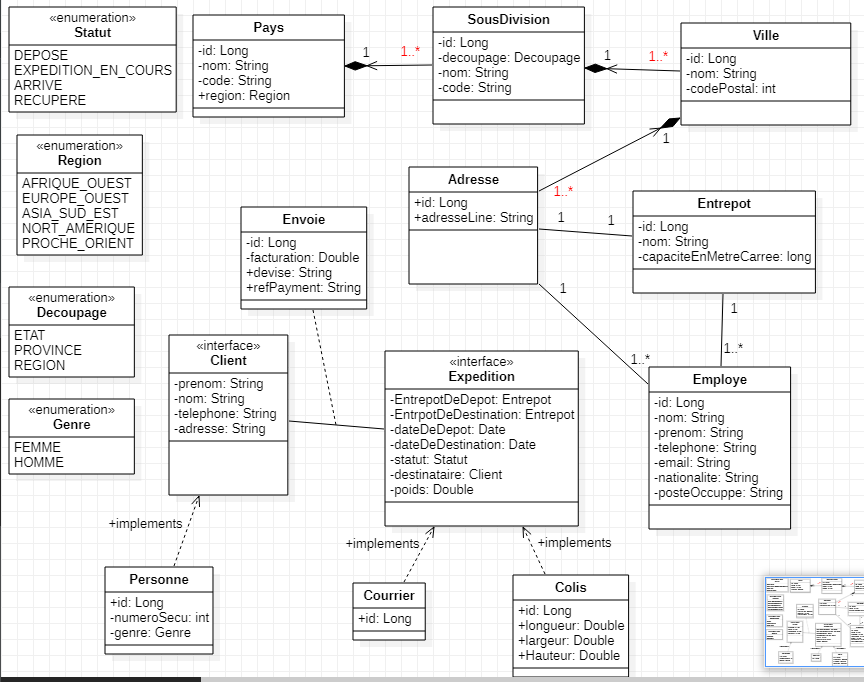 «enumeration»
Statut
DEPOSE
EXPEDITION_EN_COURS
ARRIVE
RECUPERE
Pays
-id: Long
-nom: String
-code: String
+region: Region
1
1..*
SousDivision
-id: Long
-decoupage: Decoupage
-nom: String
-code: String
1
1..*
Ville
-id: Long
-nom: String
-codePostal: int
1
1..*
«enumeration»
Region
AFRIQUE_OUEST
EUROPE_OUEST
ASIA_SUD_EST
NORT_AMERIQUE
PROCHE_ORIENT
Adresse
+id: Long
+adresseLine: String
1
1
1
1..*
Entrepot
-id: Long
-nom: String
-capaciteEnMetreCarree: long
1
1..*
Envoie
-id: Long
-facturation: Double
+devise: String
+refPayment: String
«enumeration»
Decoupage
ETAT
PROVINCE
REGION
«interface»
Client
-prenom: String
-nom: String
-telephone: String
-adresse: String
«interface»
Expedition
-EntrepotDeDepot: Entrepot
-EntrpotDeDestination: Entrepot
-dateDeDepot: Date
-dateDeDestination: Date
-statut: Statut
-destinataire: Client
-poids: Double
Employe
-id: Long
-nom: String
-prenom: String
-telephone: String
-email: String
-nationalite: String
-posteOccuppe: String
«enumeration»
Genre
FEMME
HOMME
+implements
+implements
+implements
Personne
+id: Long
-numeroSecu: int
-genre: Genre
Courrier
+id: Long
Colis
+id: Long
+longueur: Double
+largeur: Double
+Hauteur: Double